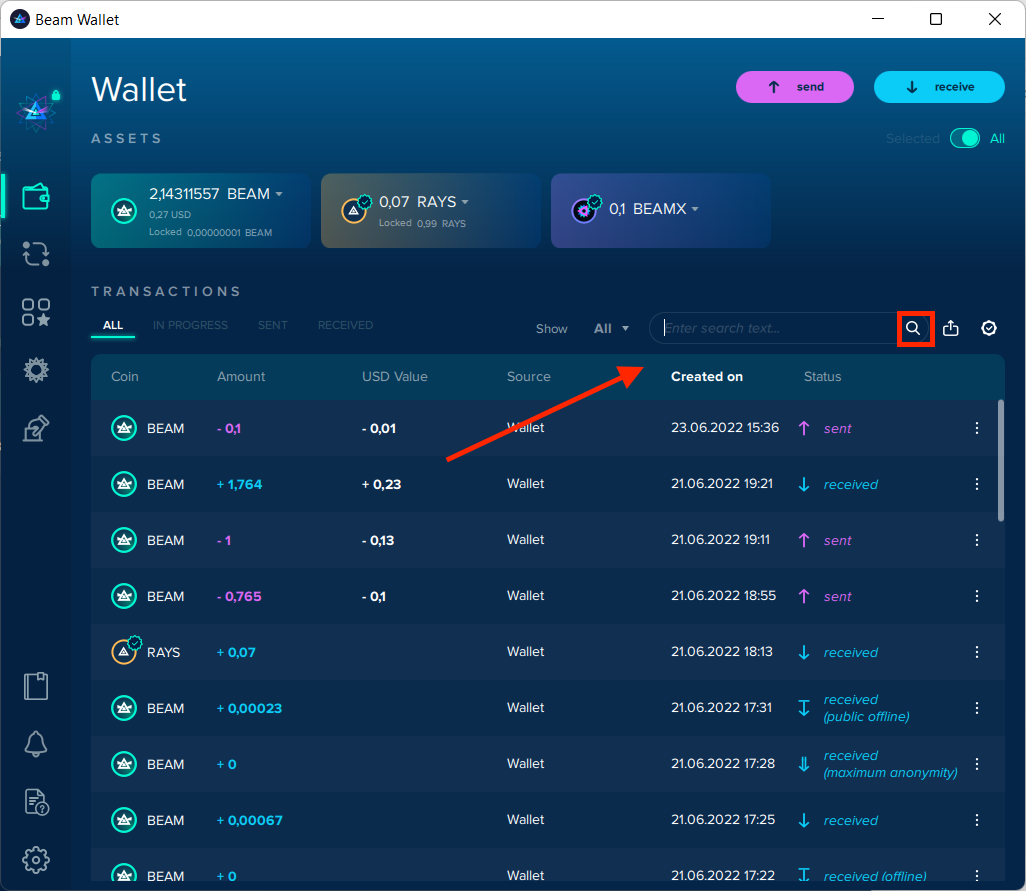 Beam Wallet
Wallet
send
receive
ASSETS
Selected All
2,14311557 BEAM
0,27 USD
Locked 0,00000001 BEAM
0,07 RAYS
Locked 0,99 RAYS
0,1 BEAMX
TRANSACTIONS
ALL IN PROGRESS SENT RECEIVED
Show All Enter search text...
Coin Amount USD Value Source Created on Status
BEAM - 0,1 - 0,01 Wallet 23.06.2022 15:36 sent
BEAM + 1,764 + 0,23 Wallet 21.06.2022 19:21 received
BEAM - 1 - 0,13 Wallet 21.06.2022 19:11 sent
BEAM - 0,765 - 0,1 Wallet 21.06.2022 18:55 sent
RAYS + 0,07 Wallet 21.06.2022 18:13 received
BEAM + 0,00023 Wallet 21.06.2022 17:31 received
(public offline)
BEAM + 0 Wallet 21.06.2022 17:28 received
(maximum anonymity)
BEAM + 0,00067 Wallet 21.06.2022 17:25 received
BEAM + 0 Wallet 21.06.2022 17:22 received (offline)